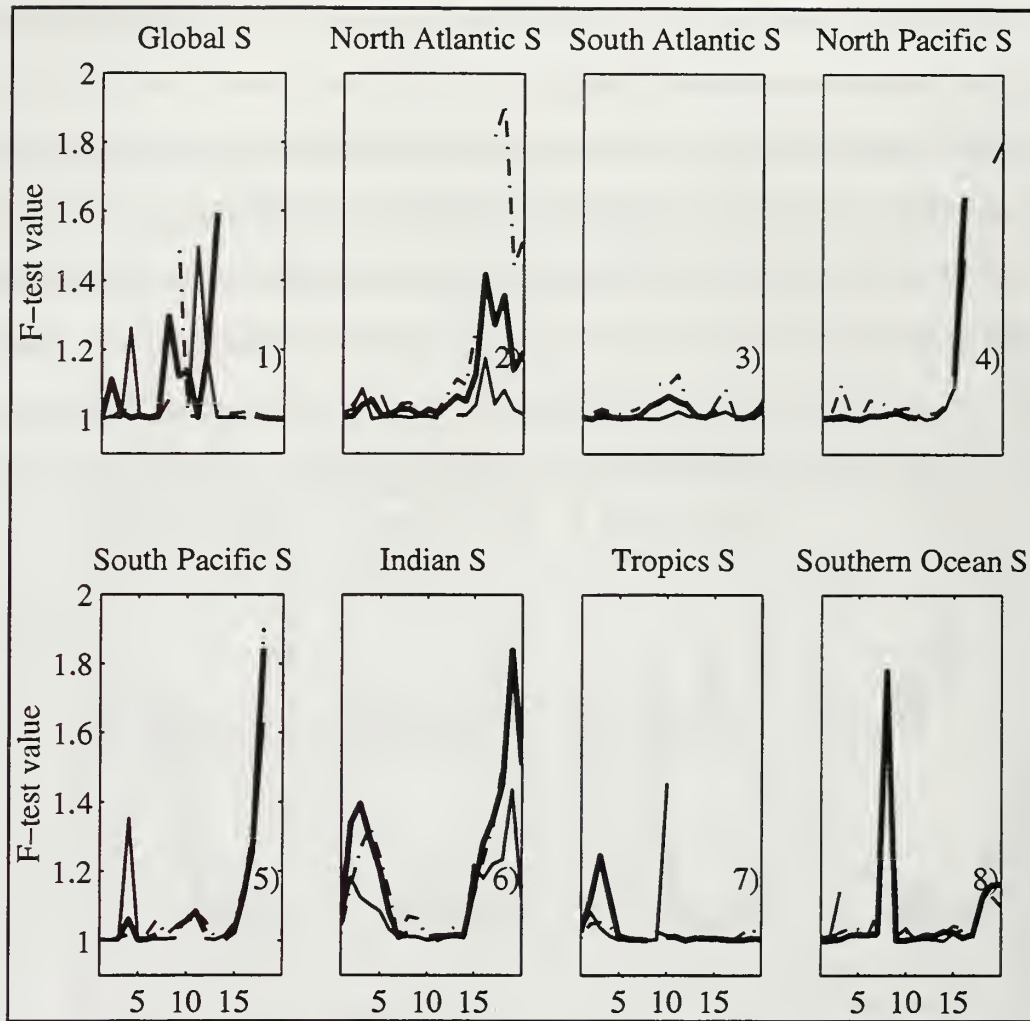 Global S North Atlantic S South Atlantic S North Pacific S
2
1.8
1.6
1.4
1.2
1
F–test value
1) 2) 3) 4)
South Pacific S Indian S Tropics S Southern Ocean S
2
1.8
1.6
1.4
1.2
1
F–test value
5) 6) 7) 8)
5 10 15 5 10 15 5 10 15 5 10 15